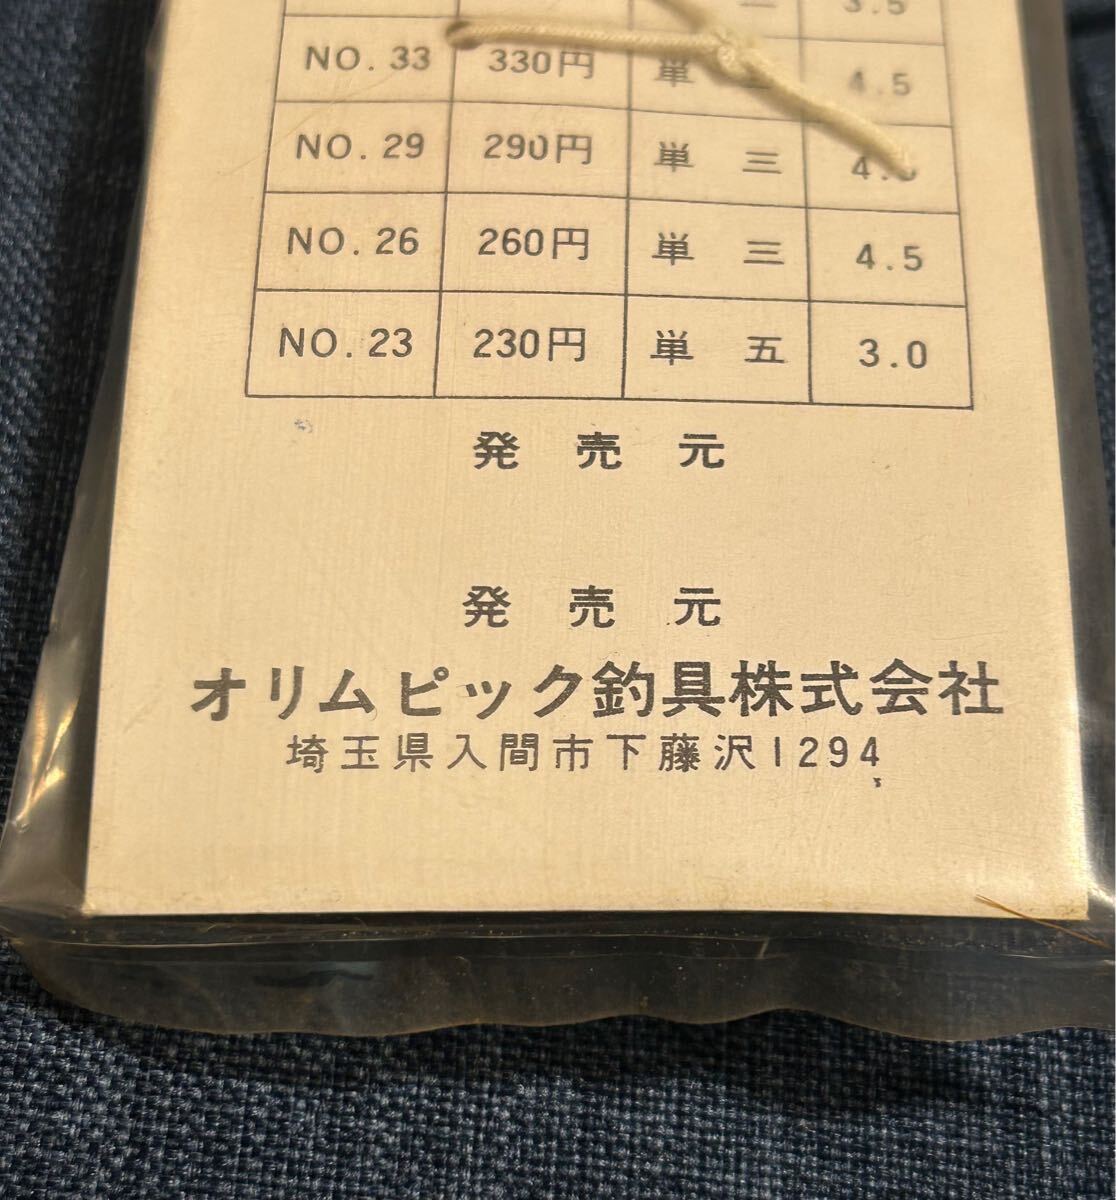 3.5
NO. 33 330円 単 三 4.5
NO. 29 290円 単 三
NO. 26 260円 単 三 4.5
NO. 23 230円 単 五 3.0
発 売 元
発 売 元
オリムピック釣具株式会社
埼玉県入間市下藤沢1294